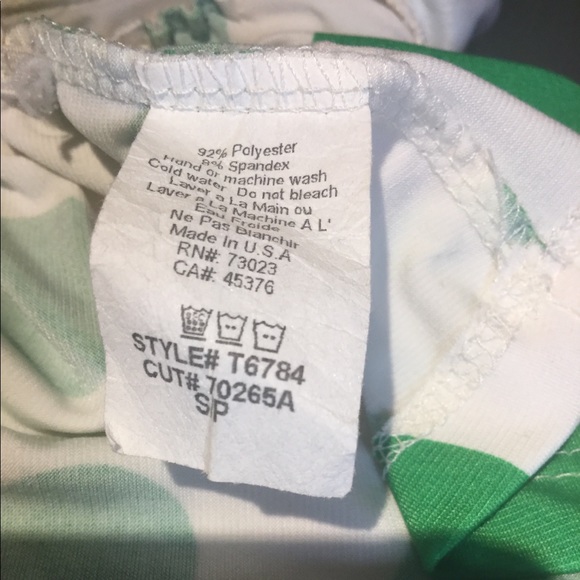 92% Polyester
8% Spandex
Hand or machine wash
Cold water. Do not bleach
Laver a La Main ou
Laver a La Machine A L'
Eau Froide
Ne Pas Blanchir
Made In U.S.A
RN#: 73023
CA#: 45376
STYLE# T6784
CUT# 70265A
SP